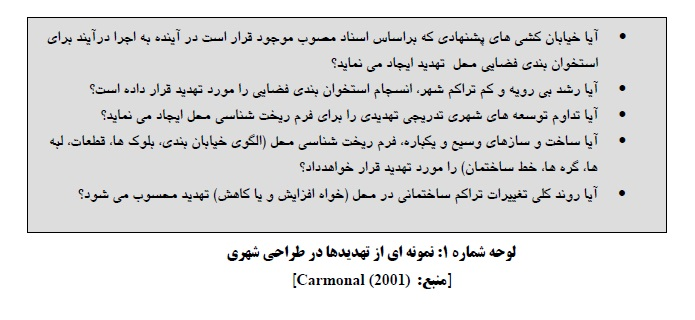 • آیا خیابان کشی های پشنهادی که براساس اسناد مصوب موجود قرار است در آینده به اجرا درآیند برای
استخوان بندی فضایی محل تهدید ایجاد می نماید؟
• آیا رشد بی رویه و کم تراکم شهر، انسجام استخوان بندی فضایی را مورد تهدید قرار داده است؟
• آیا تداوم توسعه های شهری تدریجی تهدیدی را برای فرم ریخت شناسی محل ایجاد می نماید؟
• آیا ساخت و سازهای وسیع و یکباره، فرم ریخت شناسی محل (الگوی خیابان بندی، بلوک ها، قطعات، لبه
ها، گره ها، خط ساختمان) را مورد تهدید قرار خواهدداد؟
• آیا روند کلی تغییرات تراکم ساختمانی در محل (خواه افزایش و یا کاهش) تهدید محسوب می شود؟
لوحه شماره ۱: نمونه ای از تهدیدها در طراحی شهری
[منبع: Carmonal (2001)]